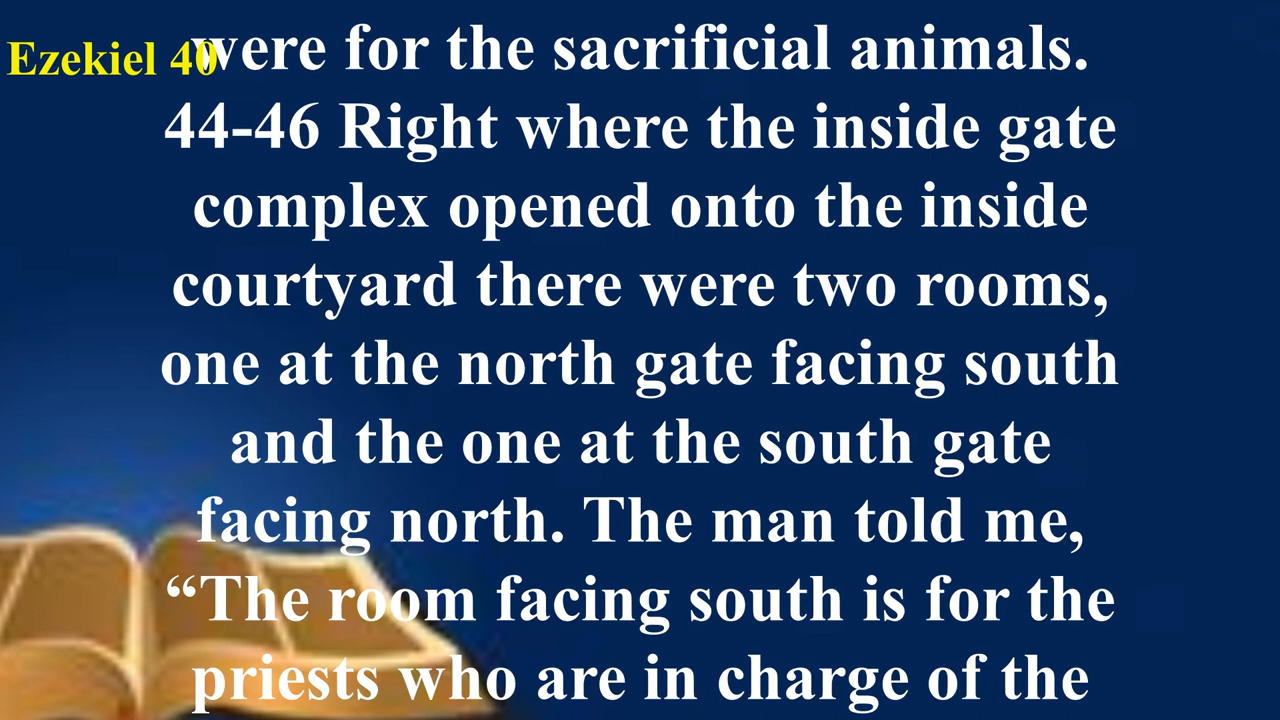 Ezekiel 40
were for the sacrificial animals.
44-46 Right where the inside gate
complex opened onto the inside
courtyard there were two rooms,
one at the north gate facing south
and the one at the south gate
facing north. The man told me,
“The room facing south is for the
priests who are in charge of the